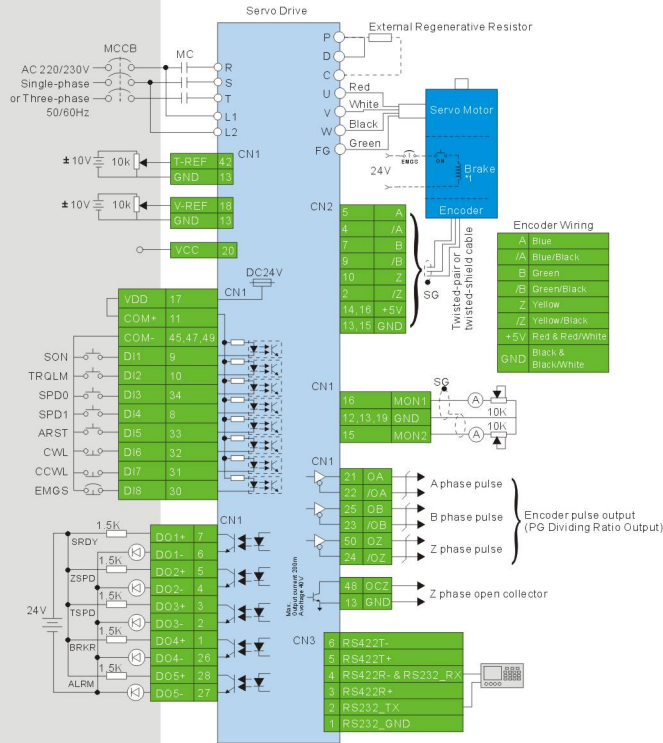 Servo Drive
External Regenerative Resistor
MCCB
MC
AC 220/230V
Single-phase
or Three-phase
50/60Hz
R
S
T
L1
L2
P
D
C
U
V
W
FG
Red
White
Black
Green
Servo Motor
24V
EMGS
Brake
*1
Encoder
CN1
±10V
10k
T-REF 42
GND 13
±10V
10k
V-REF 18
GND 13
VCC 20
CN2
5 A
4 /A
7 B
9 /B
10 Z
2 /Z
14,16 +5V
13,15 GND
SG
Twisted-pair or
twisted-shield cable
Encoder Wiring
A Blue
/A Blue/Black
B Green
/B Green/Black
Z Yellow
/Z Yellow/Black
+5V Red & Red/White
GND Black &
Black/White
DC24V
CN1
VDD 17
COM+ 11
COM- 45,47,49
SON DI1 9
TRQLM DI2 10
SPD0 DI3 34
SPD1 DI4 8
ARST DI5 33
CWL DI6 32
CCWL DI7 31
EMGS DI8 30
CN1
SG
16 MON1
12,13,19 GND
15 MON2
A
10K
10K
A
CN1
21 OA
22 /OA
25 OB
23 /OB
50 OZ
24 /OZ
A phase pulse
B phase pulse
Z phase pulse
Encoder pulse output
(PG Dividing Ratio Output)
48 OCZ
13 GND
Z phase open collector
Max.
Output current 200m
Avoltage 40V
CN1
24V
1.5K
SRDY
DO1+ 7
DO1- 6
1.5K
ZSPD
DO2+ 5
DO2- 4
1.5K
TSPD
DO3+ 3
DO3- 2
1.5K
BRKR
DO4+ 1
DO4- 26
1.5K
ALRM
DO5+ 28
DO5- 27
CN3
6 RS422T-
5 RS422T+
4 RS422R- & RS232_RX
3 RS422R+
2 RS232_TX
1 RS232_GND